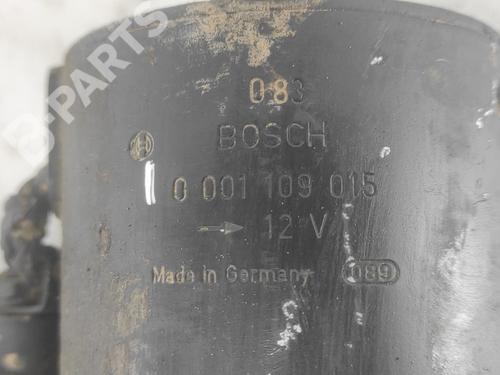 B-PARTS
083
BOSCH
0 001 109 015
12 V
Made in Germany 089